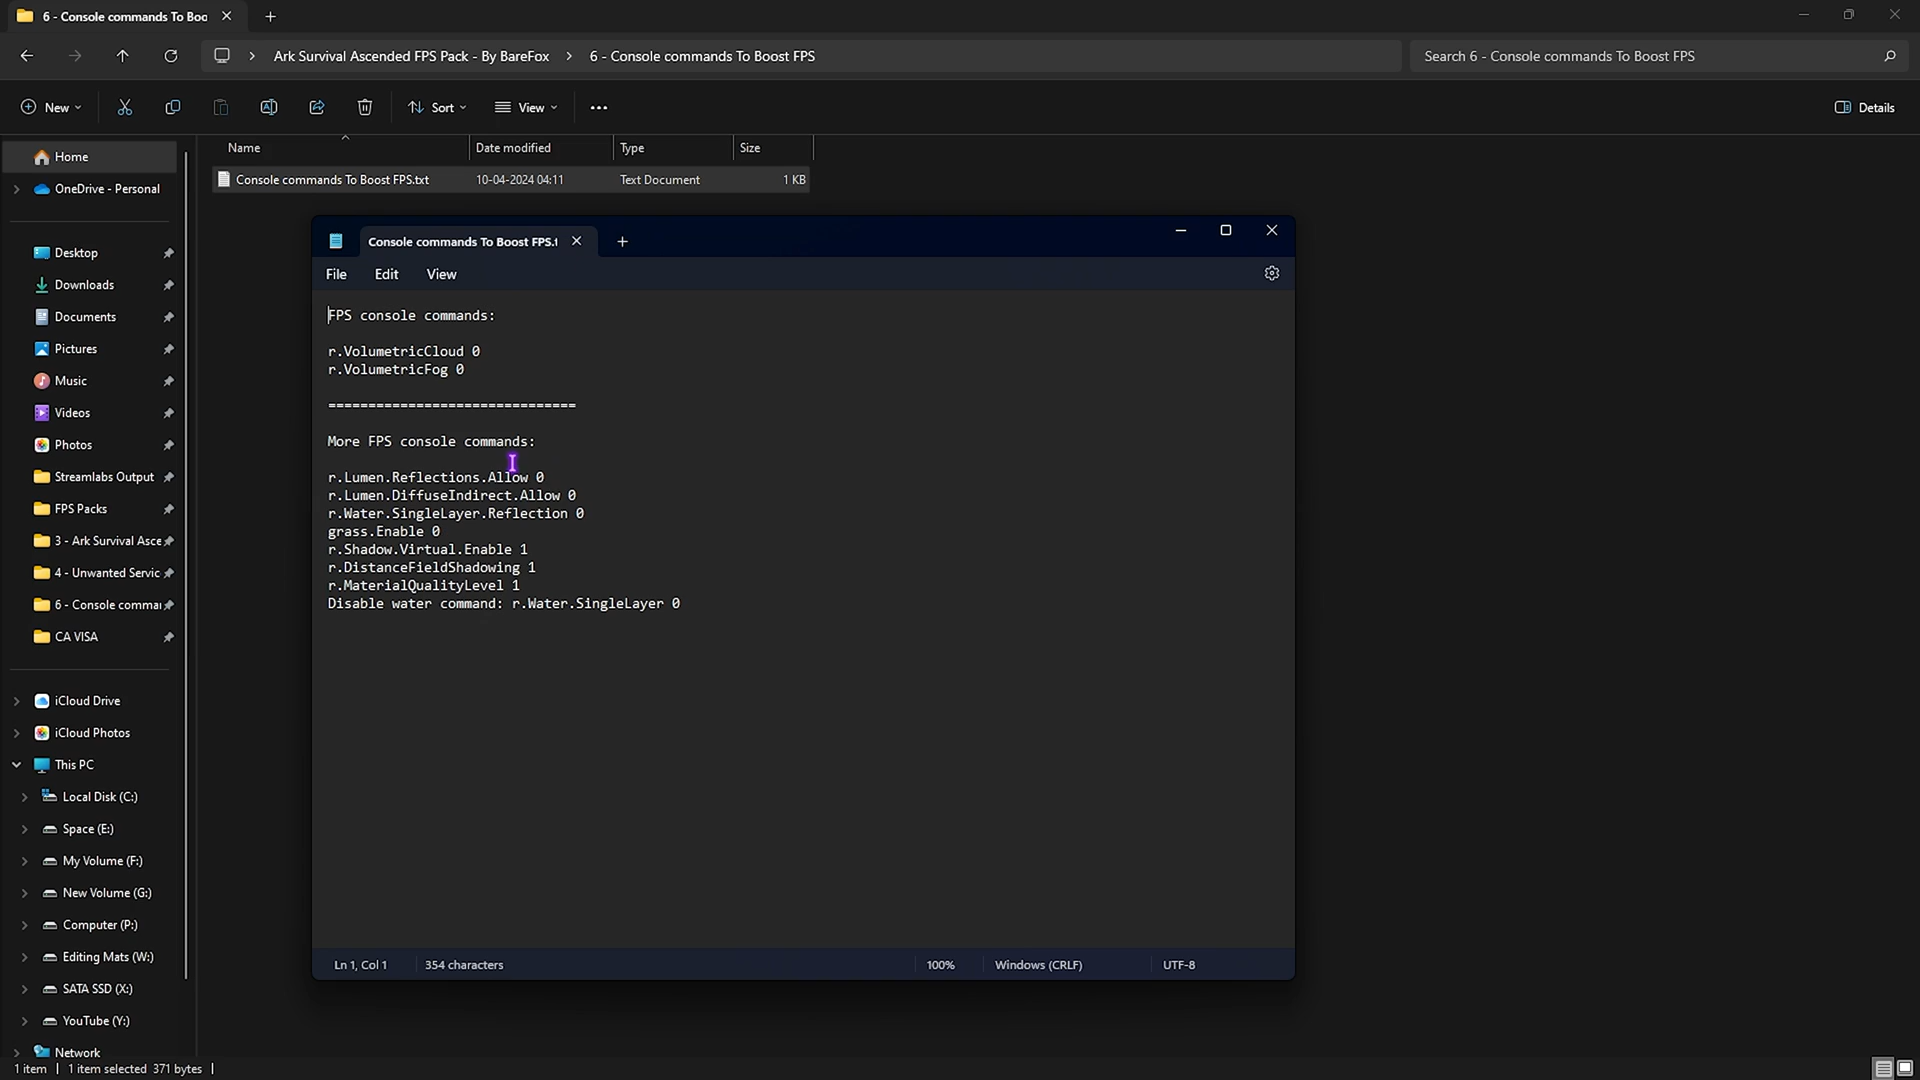 6 - Console commands To Boo
Ark Survival Ascended FPS Pack - By BareFox
6 - Console commands To Boost FPS
Search 6 - Console commands To Boost FPS
New
Sort
View
Details
Name
Date modified
Type
Size
Console commands To Boost FPS.txt
10-04-2024 04:11
Text Document
1 KB
Home
OneDrive - Personal
Desktop
Downloads
Documents
Pictures
Music
Videos
Photos
Streamlabs Output
FPS Packs
3 - Ark Survival Asce
4 - Unwanted Servic
6 - Console comma
CA VISA
iCloud Drive
iCloud Photos
This PC
Local Disk (C:)
Space (E:)
My Volume (F:)
New Volume (G:)
Computer (P:)
Editing Mats (W:)
SATA SSD (X:)
YouTube (Y:)
Network
1 item
1 item selected 371 bytes
Console commands To Boost FPS.t
File
Edit
View
FPS console commands:
r.VolumetricCloud 0
r.VolumetricFog 0
===============================
More FPS console commands:
r.Lumen.Reflections.Allow 0
r.Lumen.DiffuseIndirect.Allow 0
r.Water.SingleLayer.Reflection 0
grass.Enable 0
r.Shadow.Virtual.Enable 1
r.DistanceFieldShadowing 1
r.MaterialQualityLevel 1
Disable water command: r.Water.SingleLayer 0
Ln 1, Col 1
354 characters
100%
Windows (CRLF)
UTF-8